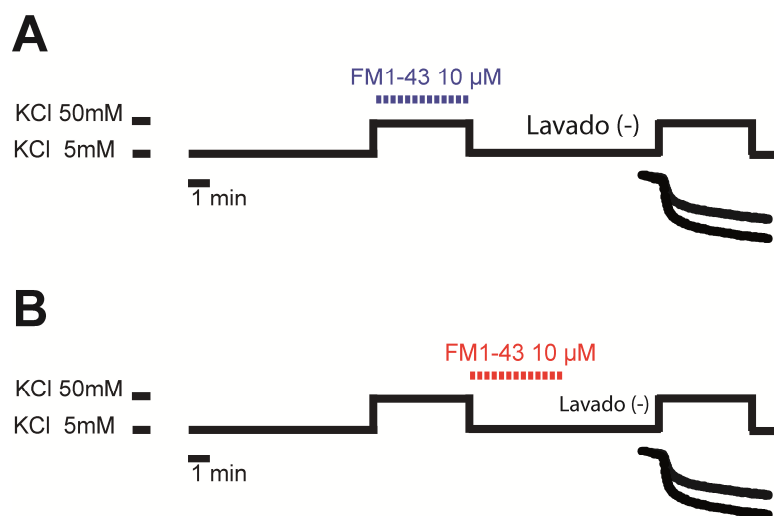 A
FM1-43 10 µM
KCl 50mM
Lavado (-)
KCl 5mM
1 min
B
FM1-43 10 µM
KCl 50mM
Lavado (-)
KCl 5mM
1 min